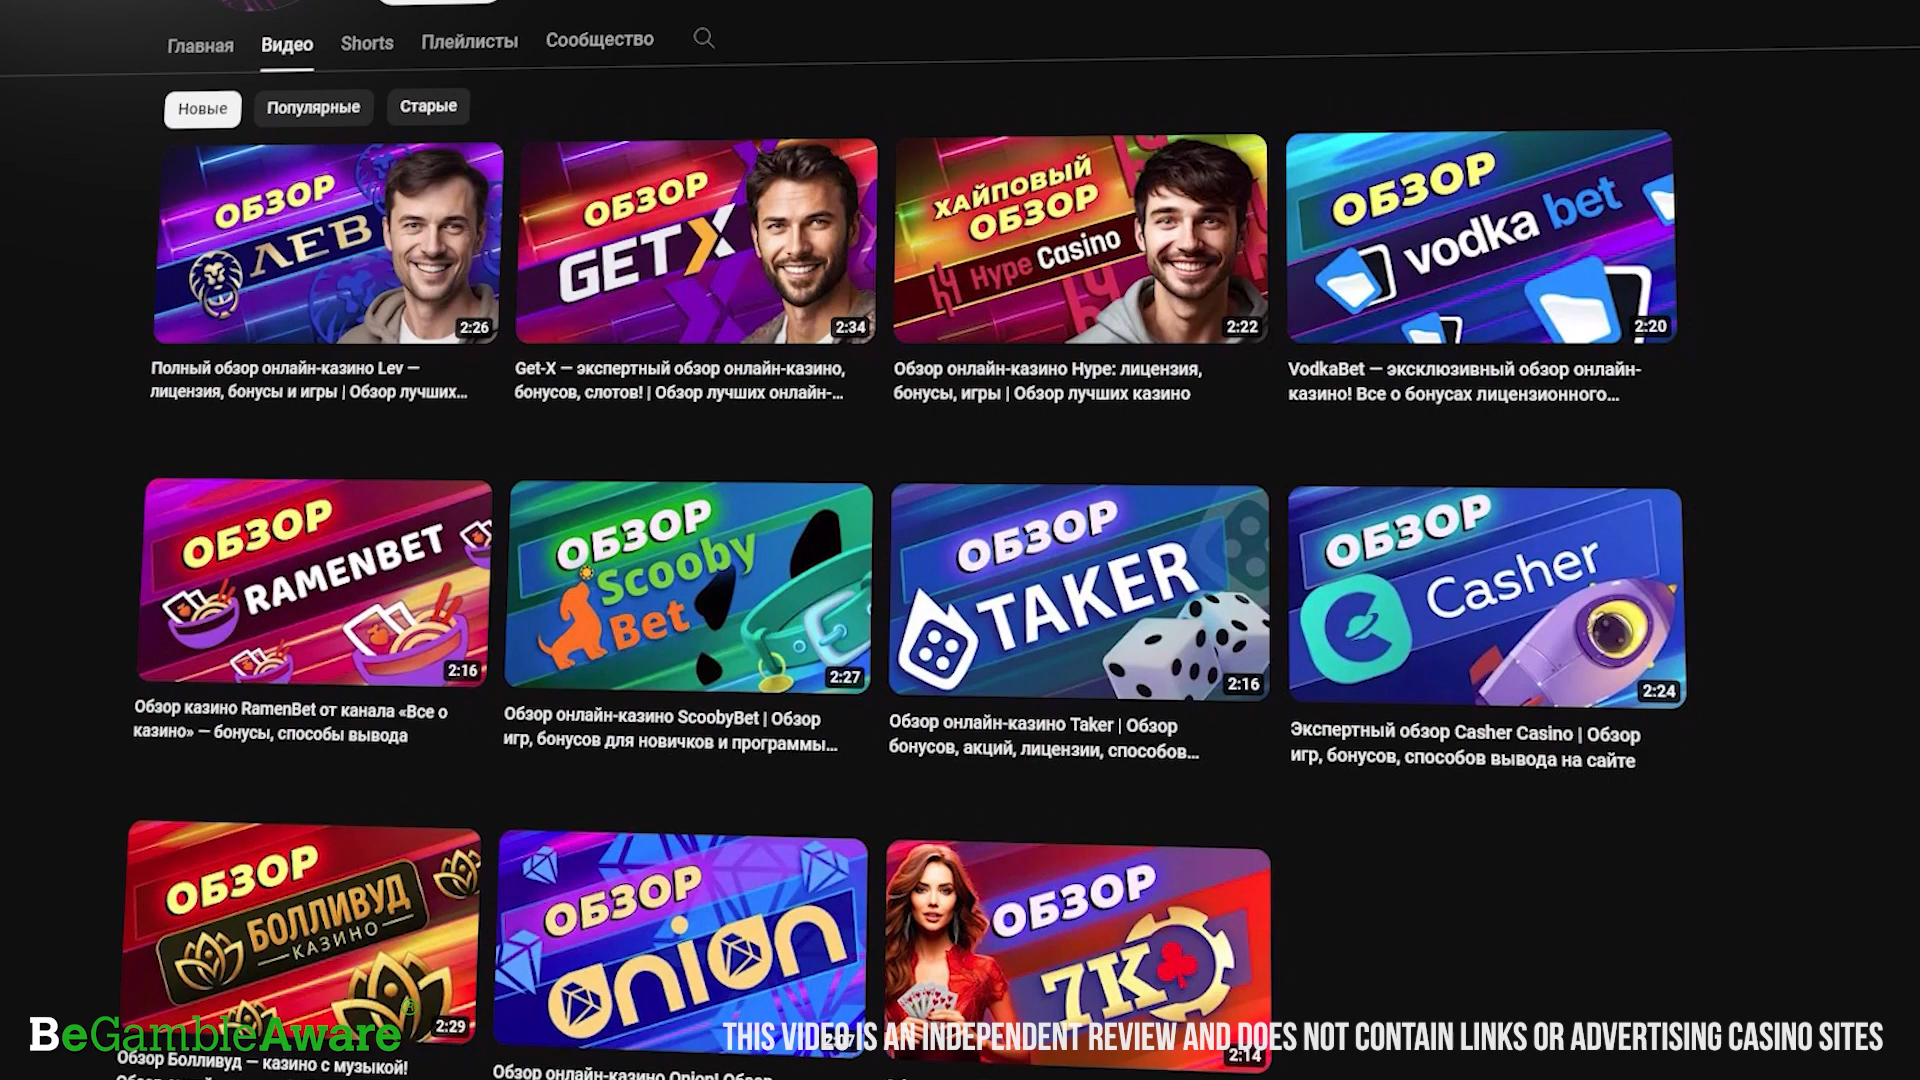 Главная Видео Shorts Плейлисты Сообщество
Новые Популярные Старые
ОБЗОР
ЛЕВ
2:26
ОБЗОР
GETX
2:34
ХАЙПОВЫЙ
ОБЗОР
Hype Casino
2:22
ОБЗОР
vodka bet
2:20
Полный обзор онлайн-казино Lev —
лицензия, бонусы и игры | Обзор лучших...
Get-X — экспертный обзор онлайн-казино,
бонусов, слотов! | Обзор лучших онлайн-...
Обзор онлайн-казино Hype: лицензия,
бонусы, игры | Обзор лучших казино
VodkaBet — эксклюзивный обзор онлайн-
казино! Все о бонусах лицензионного...
ОБЗОР
RAMENBET
2:16
ОБЗОР
Scooby
Bet
2:27
ОБЗОР
TAKER
2:16
ОБЗОР
Casher
2:24
Обзор казино RamenBet от канала «Все о
казино» — бонусы, способы вывода
Обзор онлайн-казино ScoobyBet | Обзор
игр, бонусов для новичков и программы...
Обзор онлайн-казино Taker | Обзор
бонусов, акций, лицензии, способов...
Экспертный обзор Casher Casino | Обзор
игр, бонусов, способов вывода на сайте
ОБЗОР
БОЛЛИВУД
КАЗИНО
2:29
ОБЗОР
onion
ОБЗОР
7K
2:14
BeGambleAware®
THIS VIDEO IS AN INDEPENDENT REVIEW AND DOES NOT CONTAIN LINKS OR ADVERTISING CASINO SITES
Обзор Болливуд — казино с музыкой!
Обзор онлайн-казино Onion! Обзор